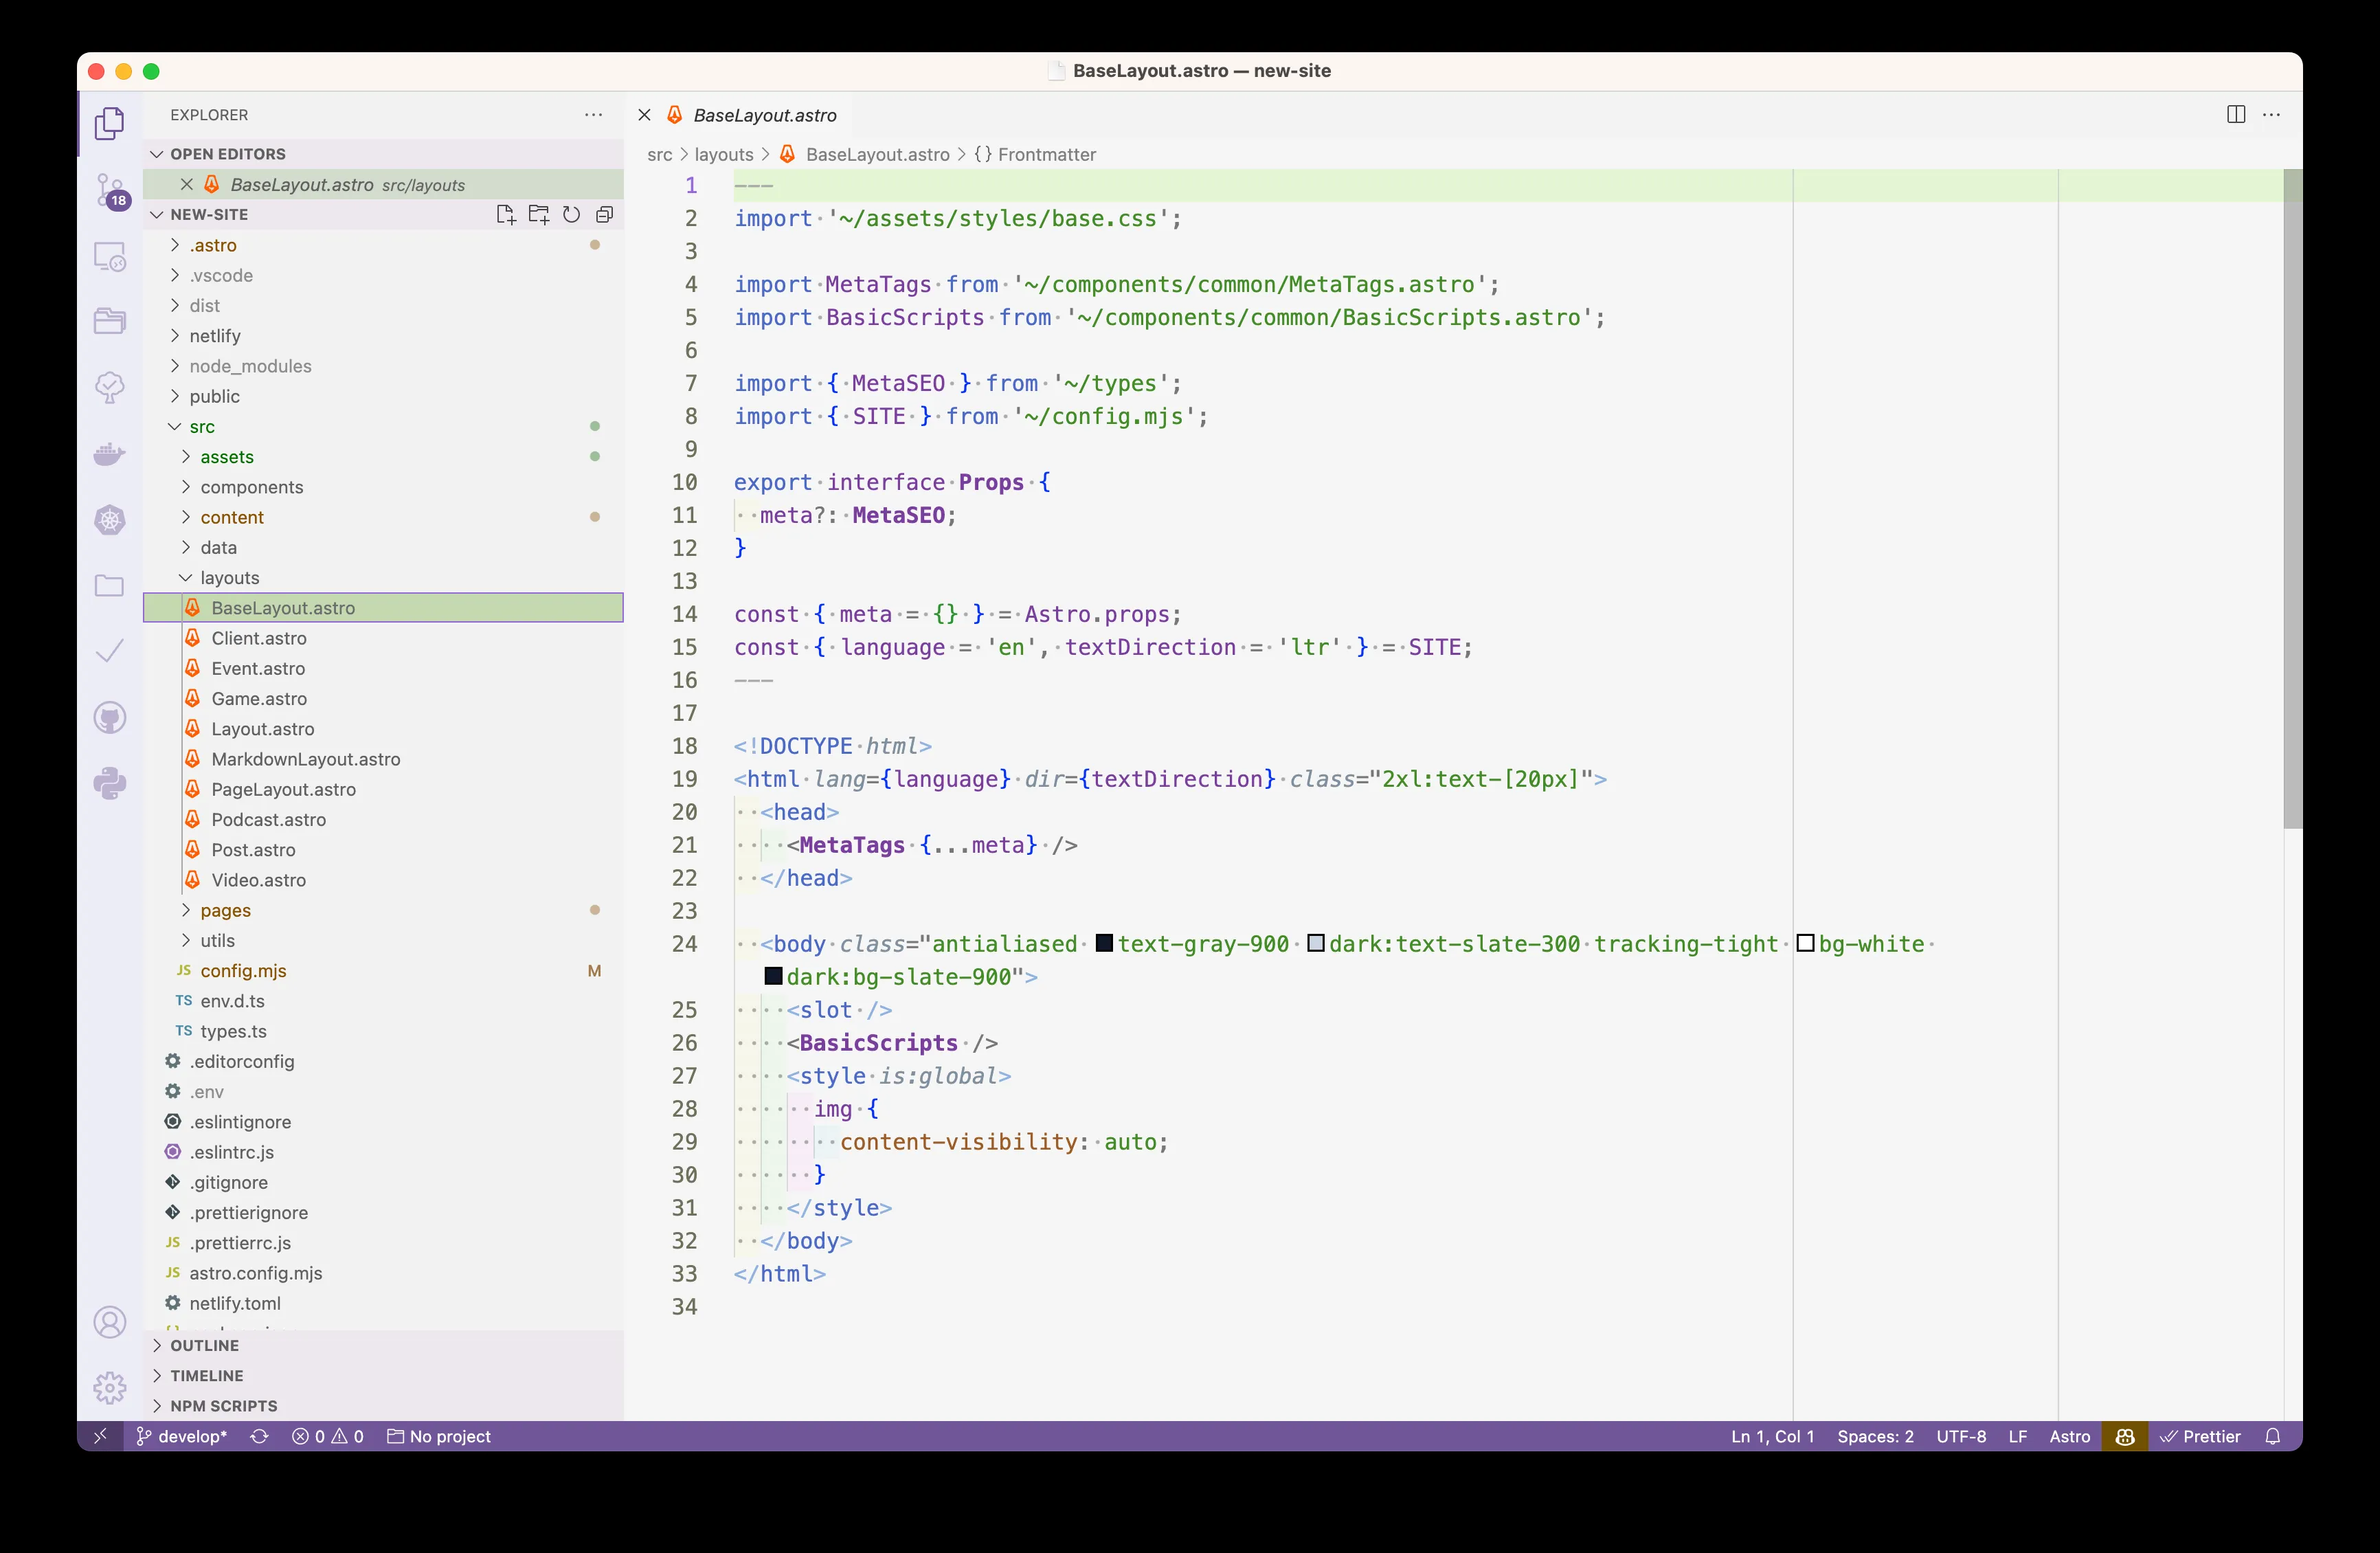 BaseLayout.astro — new-site
EXPLORER
OPEN EDITORS
BaseLayout.astro src/layouts
NEW-SITE
.astro
.vscode
dist
netlify
node_modules
public
src
assets
components
content
data
layouts
BaseLayout.astro
Client.astro
Event.astro
Game.astro
Layout.astro
MarkdownLayout.astro
PageLayout.astro
Podcast.astro
Post.astro
Video.astro
pages
utils
JS config.mjs M
TS env.d.ts
TS types.ts
.editorconfig
.env
.eslintignore
.eslintrc.js
.gitignore
.prettierignore
JS .prettierrc.js
JS astro.config.mjs
netlify.toml
OUTLINE
TIMELINE
NPM SCRIPTS
18
BaseLayout.astro
src > layouts > BaseLayout.astro > {} Frontmatter
1 ---
2 import '~/assets/styles/base.css';
3
4 import MetaTags from '~/components/common/MetaTags.astro';
5 import BasicScripts from '~/components/common/BasicScripts.astro';
6
7 import { MetaSEO } from '~/types';
8 import { SITE } from '~/config.mjs';
9
10 export interface Props {
11   meta?: MetaSEO;
12 }
13
14 const { meta = {} } = Astro.props;
15 const { language = 'en', textDirection = 'ltr' } = SITE;
16 ---
17
18 <!DOCTYPE html>
19 <html lang={language} dir={textDirection} class="2xl:text-[20px]">
20   <head>
21     <MetaTags {...meta} />
22   </head>
23
24   <body class="antialiased text-gray-900 dark:text-slate-300 tracking-tight bg-white
dark:bg-slate-900">
25     <slot />
26     <BasicScripts />
27     <style is:global>
28       img {
29         content-visibility: auto;
30       }
31     </style>
32   </body>
33 </html>
34
develop* 0 0 No project Ln 1, Col 1 Spaces: 2 UTF-8 LF Astro Prettier